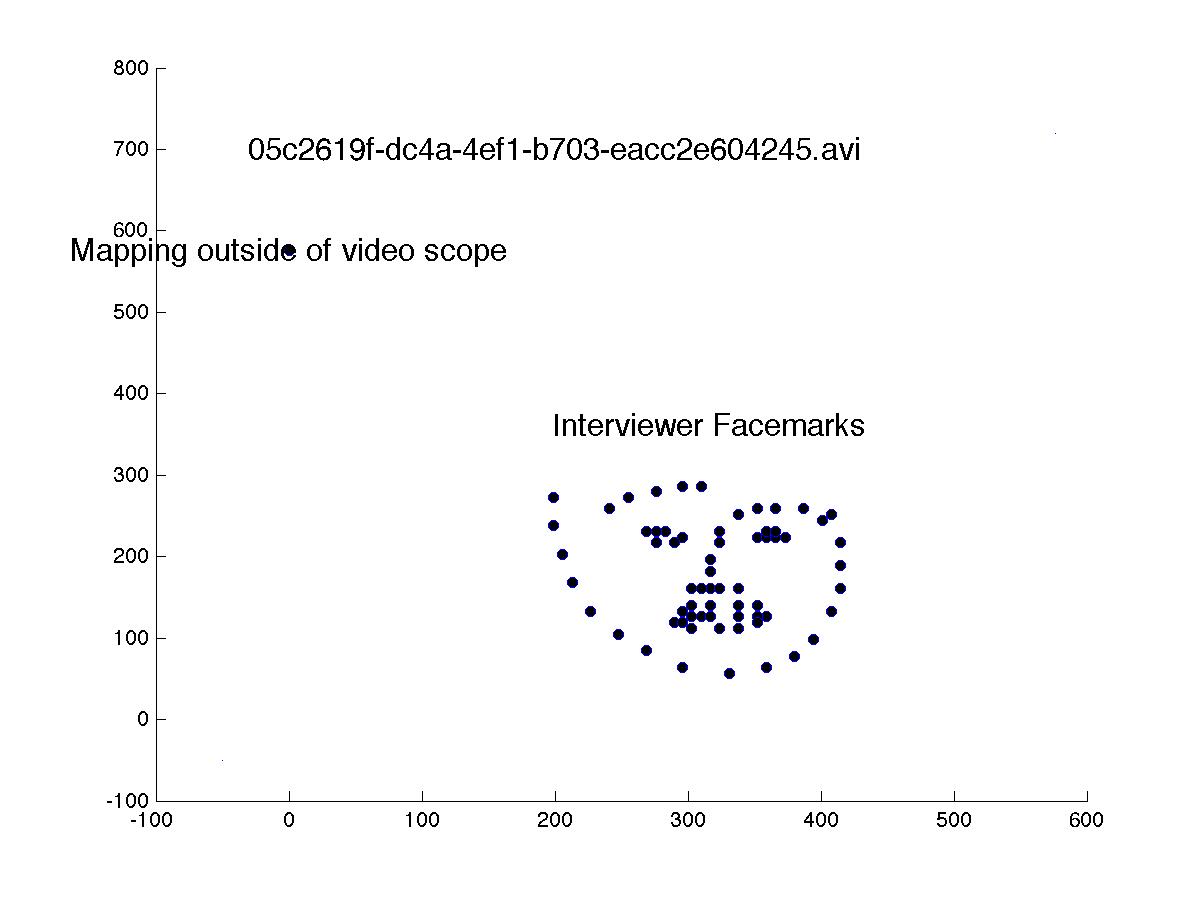 800
700
05c2619f-dc4a-4ef1-b703-eacc2e604245.avi
600
Mapping outside of video scope
500
400
Interviewer Facemarks
300
200
100
0
-100
-100 0 100 200 300 400 500 600